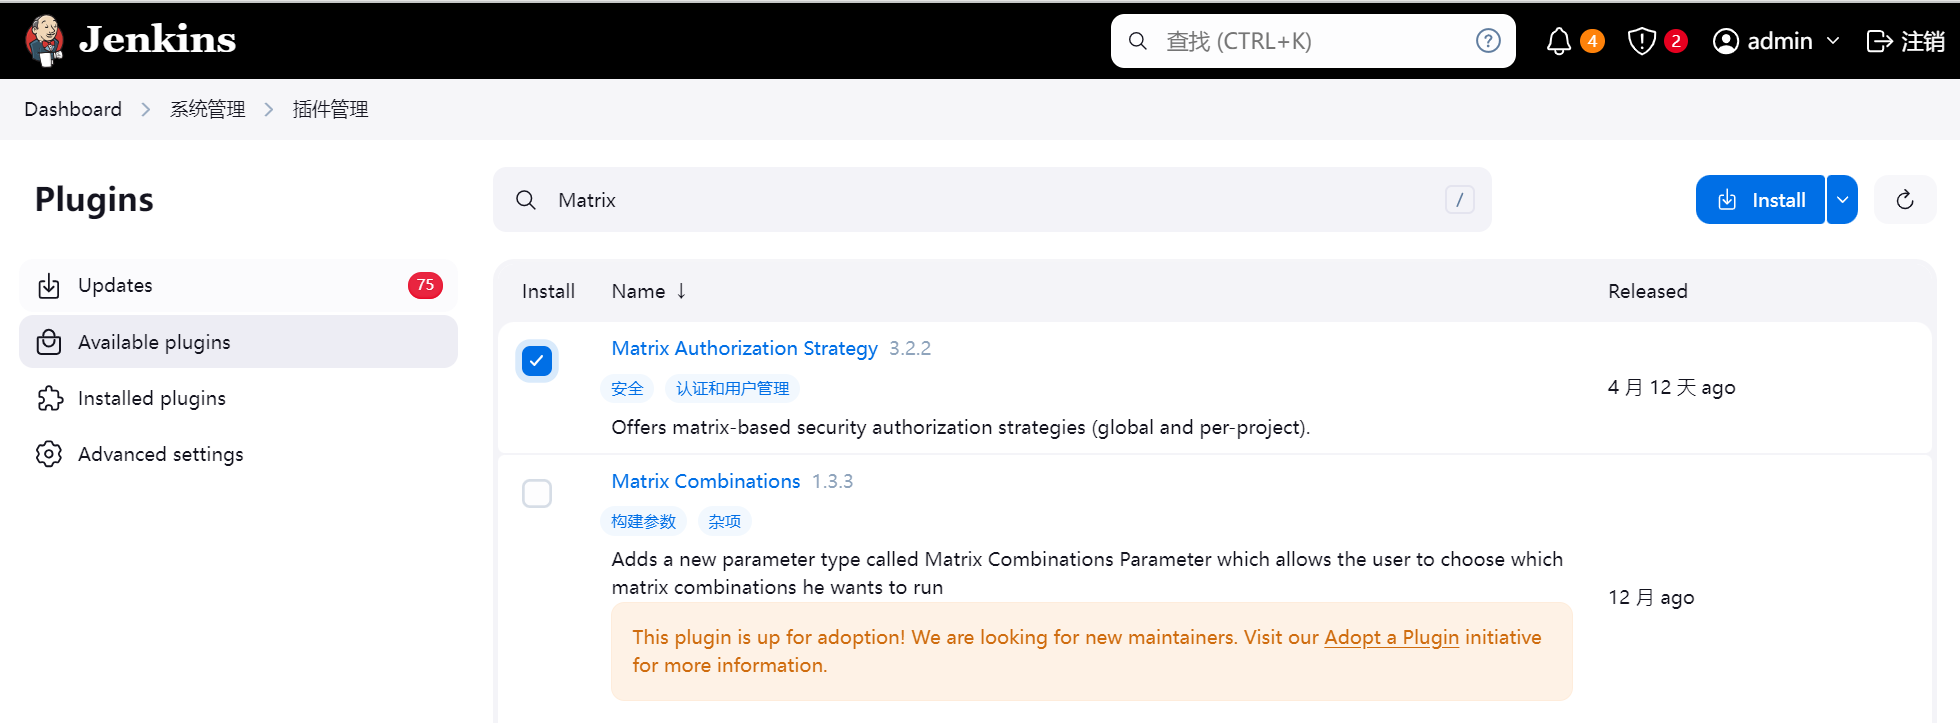 Jenkins
查找 (CTRL+K)
4
2
admin
注销
Dashboard
系统管理
插件管理
Plugins
Matrix
/
Install
Updates
75
Available plugins
Installed plugins
Advanced settings
Install
Name ↓
Released
Matrix Authorization Strategy 3.2.2
安全
认证和用户管理
Offers matrix-based security authorization strategies (global and per-project).
4 月 12 天 ago
Matrix Combinations 1.3.3
构建参数
杂项
Adds a new parameter type called Matrix Combinations Parameter which allows the user to choose which
matrix combinations he wants to run
12 月 ago
This plugin is up for adoption! We are looking for new maintainers. Visit our Adopt a Plugin initiative
for more information.